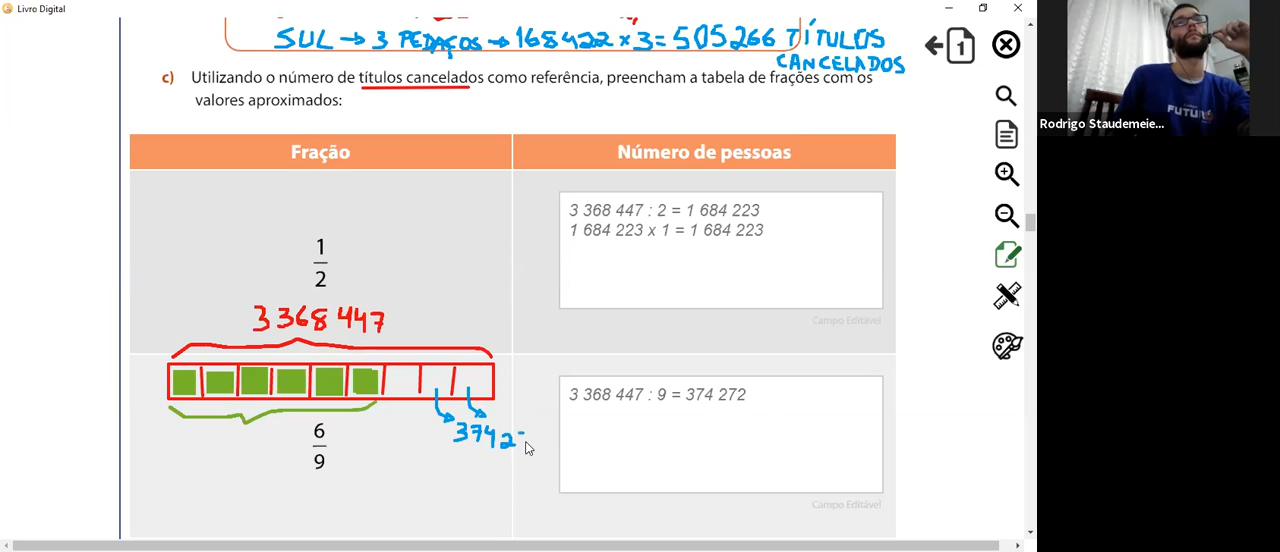 Livro Digital
SUL → 3 PEDAÇOS → 168422 x 3 = 505266 TÍTULOS
CANCELADOS
1
c) Utilizando o número de títulos cancelados como referência, preencham a tabela de frações com os
valores aproximados:
FUTURO
Rodrigo Staudemeie...
Fração
Número de pessoas
3 368 447 : 2 = 1 684 223
1 684 223 x 1 = 1 684 223
1
2
Campo Editável
3 368 447
3 368 447 : 9 = 374 272
6
9
3742
Campo Editável